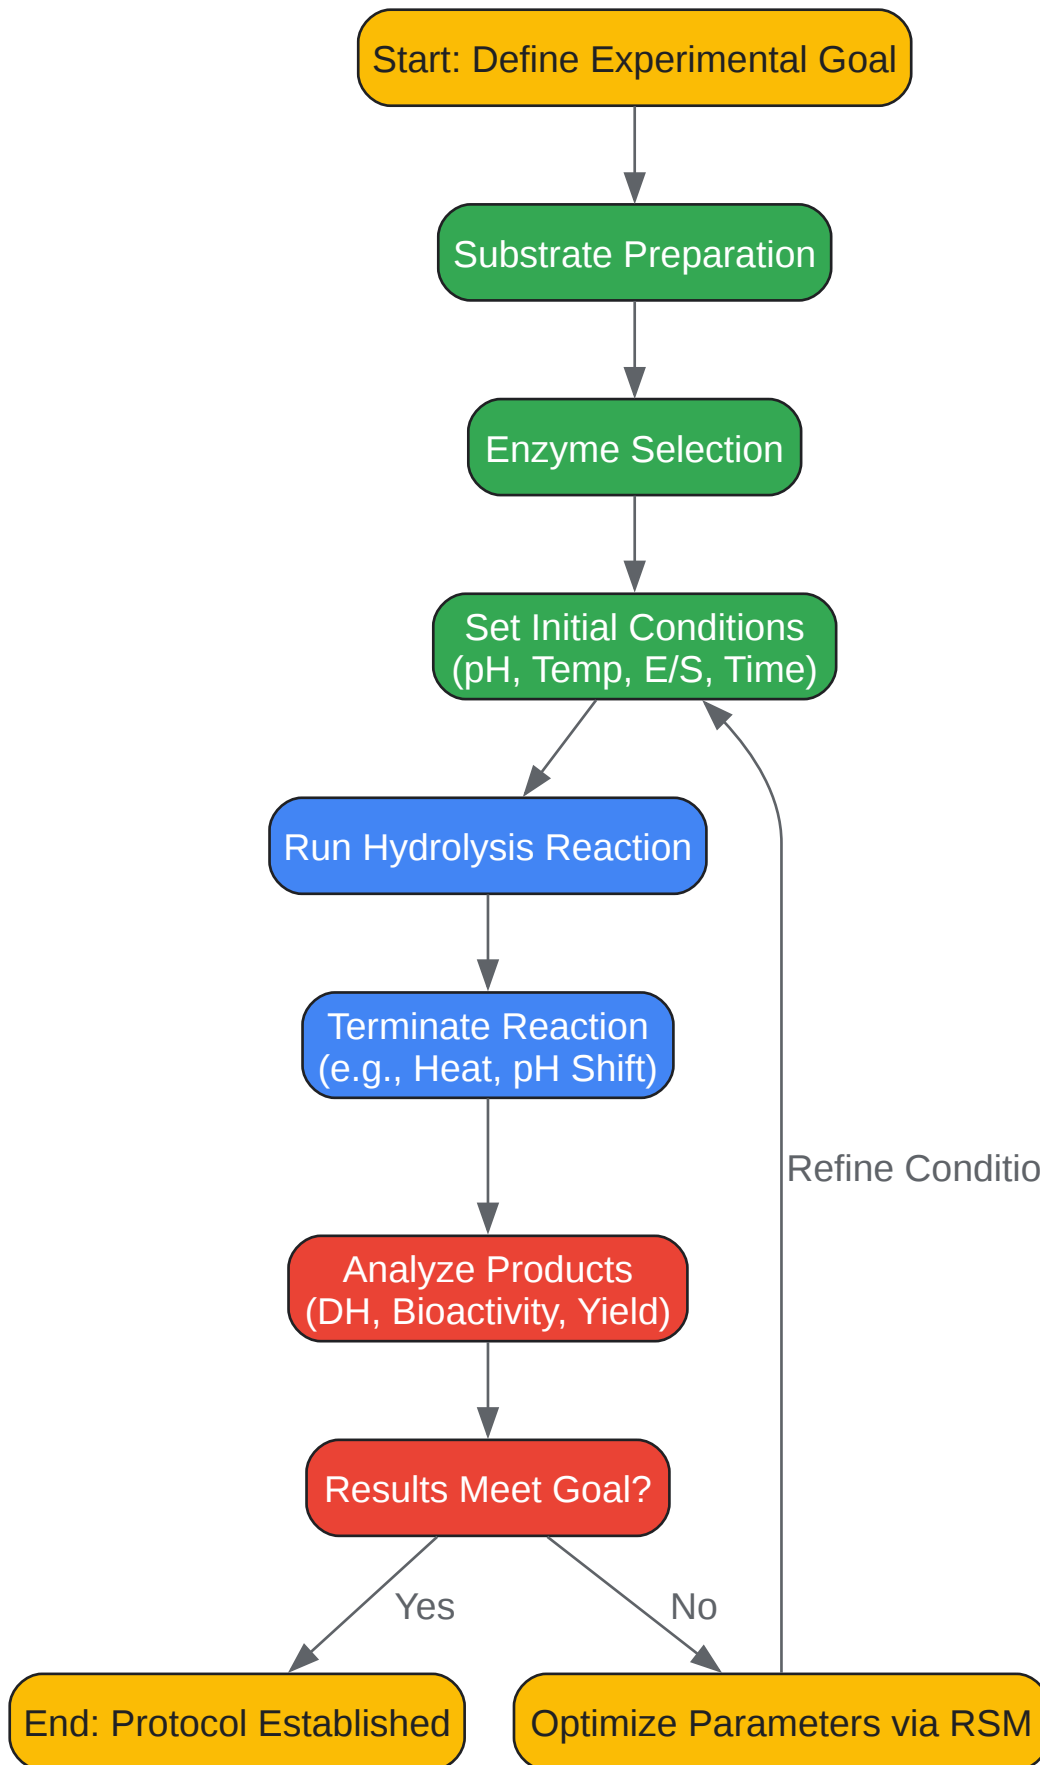 Start: Define Experimental Goal
Substrate Preparation
Enzyme Selection
Set Initial Conditions
(pH, Temp, E/S, Time)
Run Hydrolysis Reaction
Terminate Reaction
(e.g., Heat, pH Shift)
Refine Conditio
Analyze Products
(DH, Bioactivity, Yield)
Results Meet Goal?
Yes
No
End: Protocol Established
Optimize Parameters via RSM